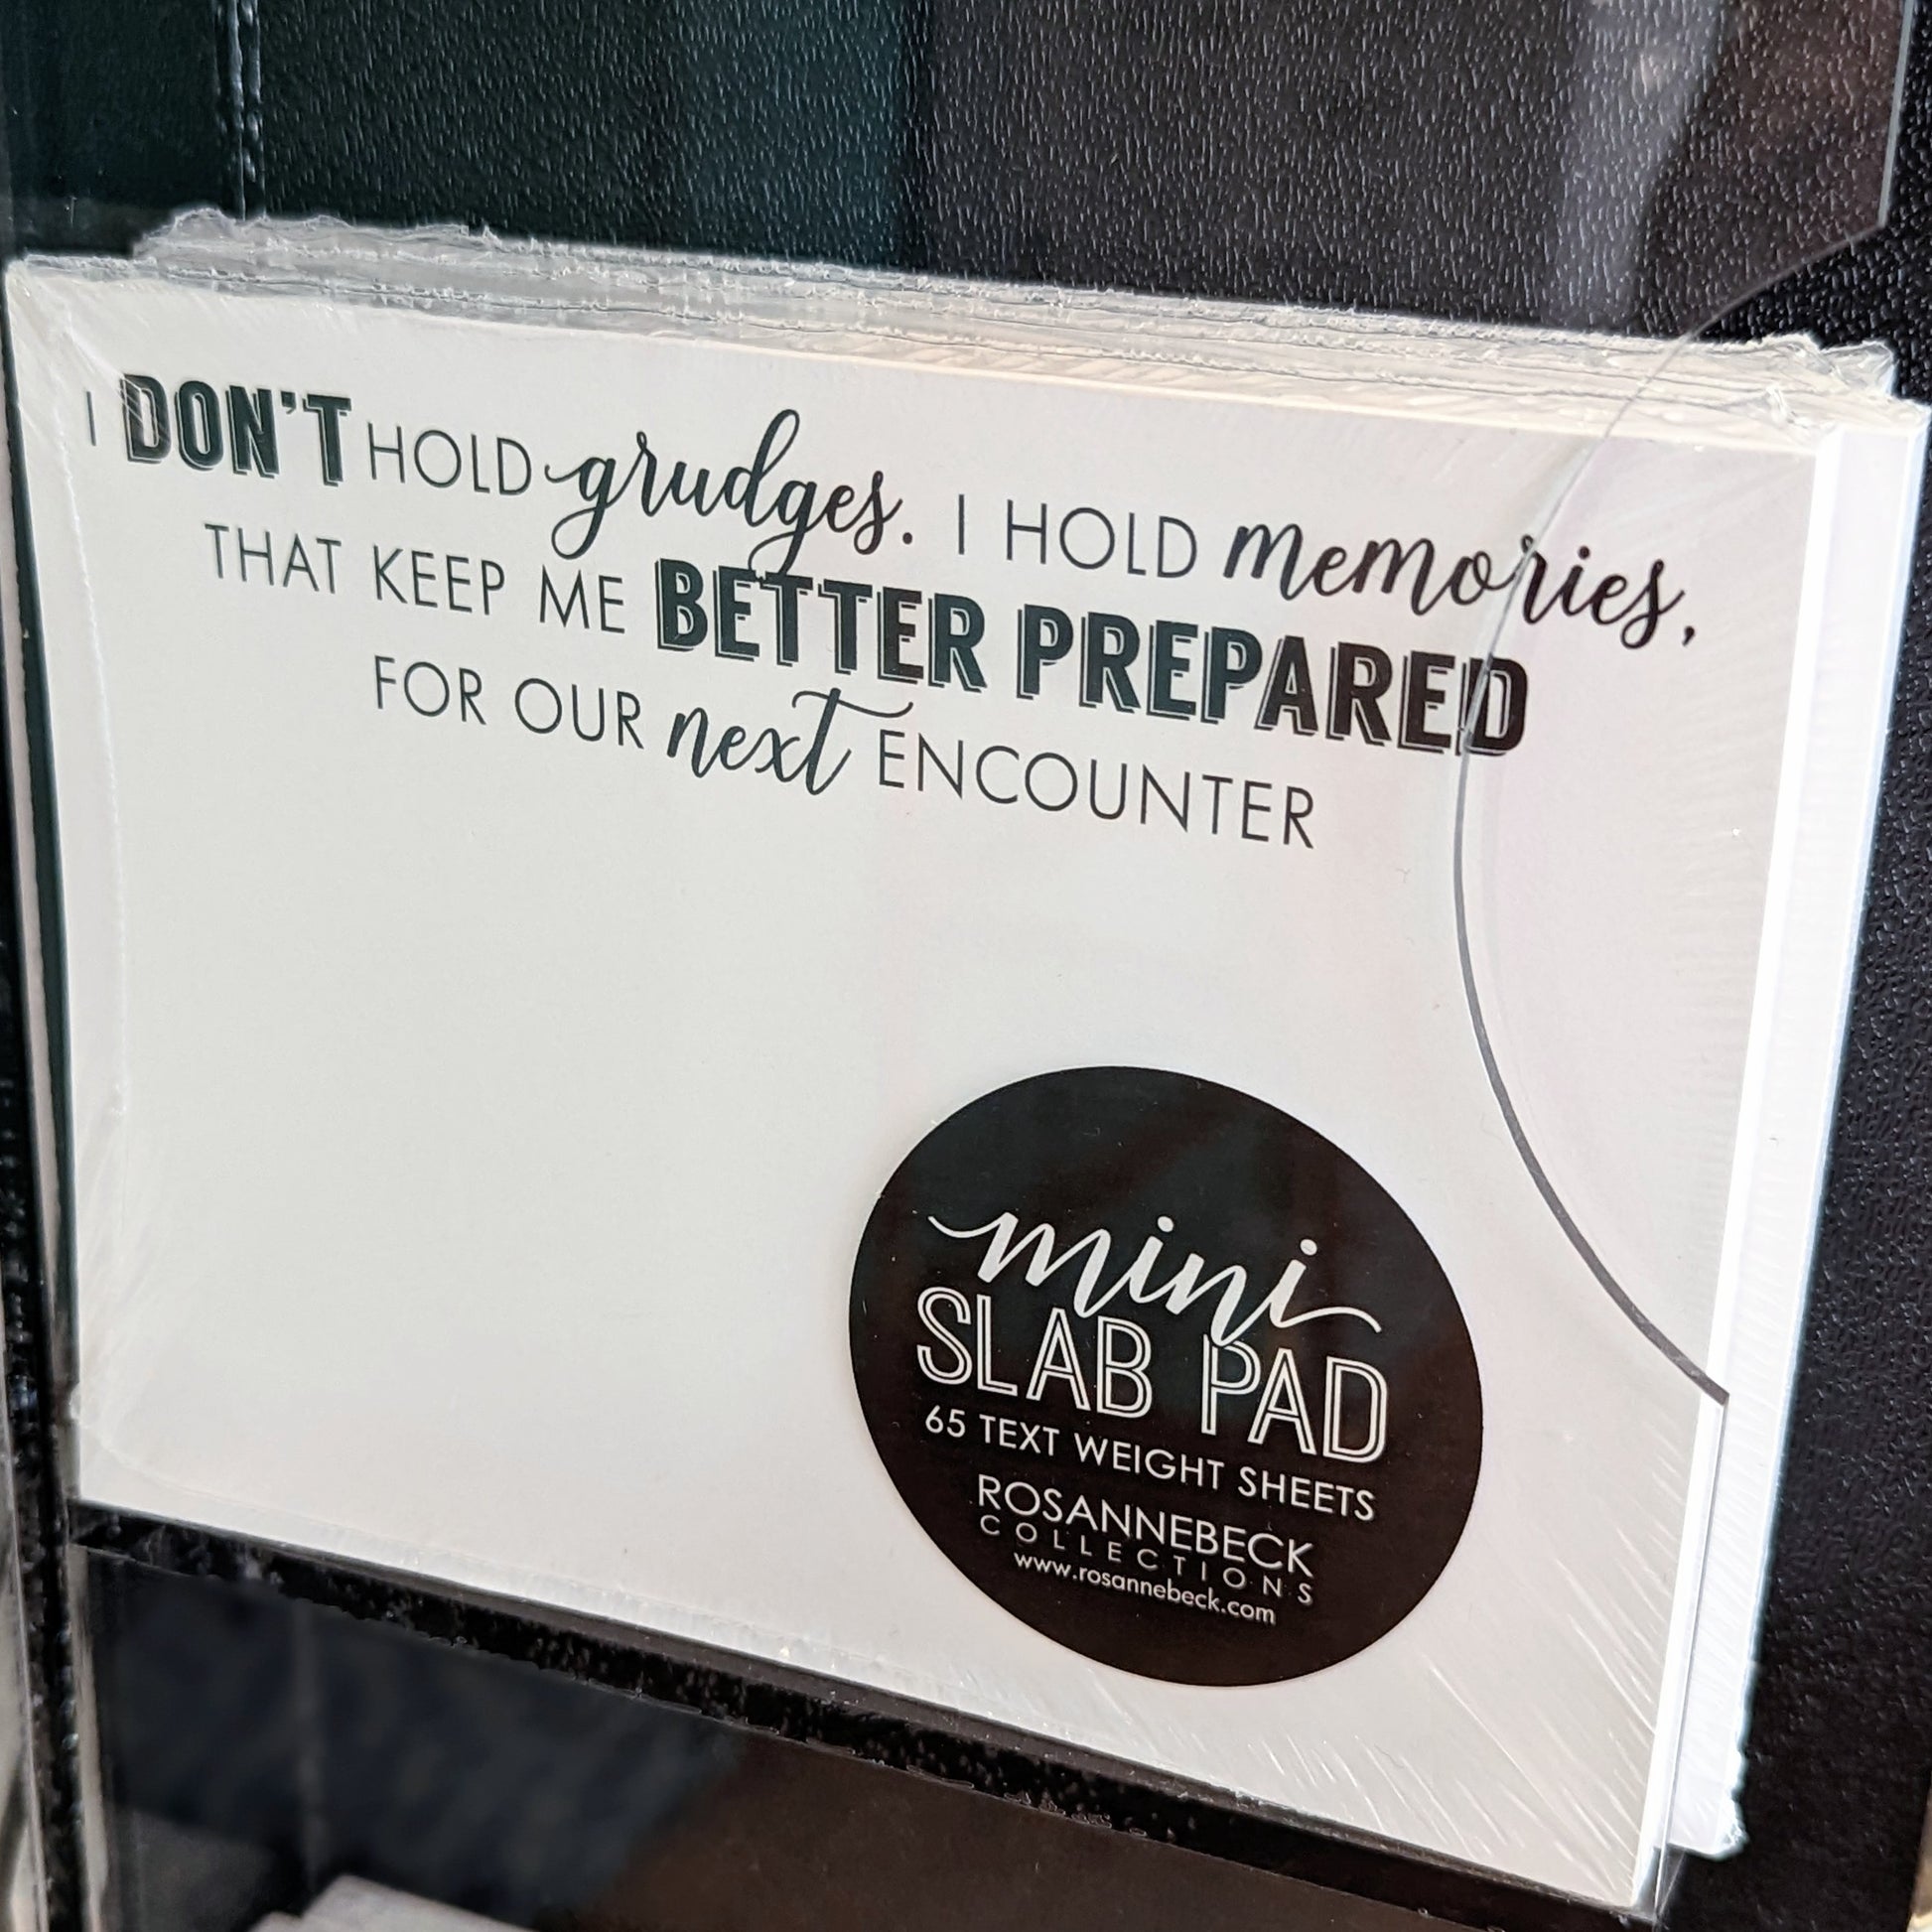 I DON'T HOLD grudges. I HOLD memories,
THAT KEEP ME BETTER PREPARED
FOR OUR next ENCOUNTER
mini
SLAB PAD
65 TEXT WEIGHT SHEETS
ROSANNEBECK
COLLECTIONS
www.rosannebeck.com